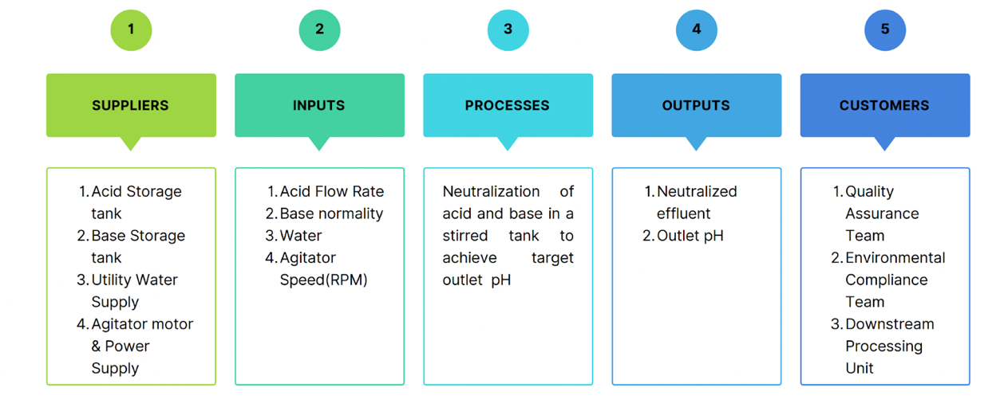 1
SUPPLIERS
1. Acid Storage
tank
2. Base Storage
tank
3. Utility Water
Supply
4. Agitator motor
& Power
Supply
2
INPUTS
1. Acid Flow Rate
2. Base normality
3. Water
4. Agitator
Speed(RPM)
3
PROCESSES
Neutralization of
acid and base in a
stirred tank to
achieve target
outlet pH
4
OUTPUTS
1. Neutralized
effluent
2. Outlet pH
5
CUSTOMERS
1. Quality
Assurance
Team
2. Environmental
Compliance
Team
3. Downstream
Processing
Unit